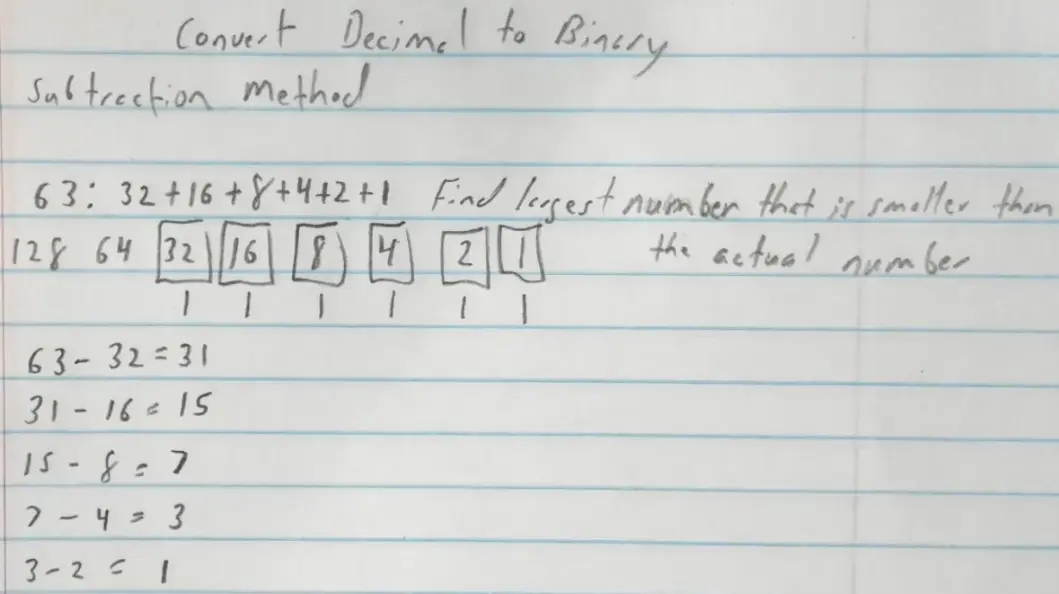 Convert Decimal to Binary
Subtraction method
63: 32+16+8+4+2+1 Find largest number that is smaller than
the actual number
128 64 32 16 8 4 2 1
1 1 1 1 1 1
63 - 32 = 31
31 - 16 = 15
15 - 8 = 7
7 - 4 = 3
3 - 2 = 1